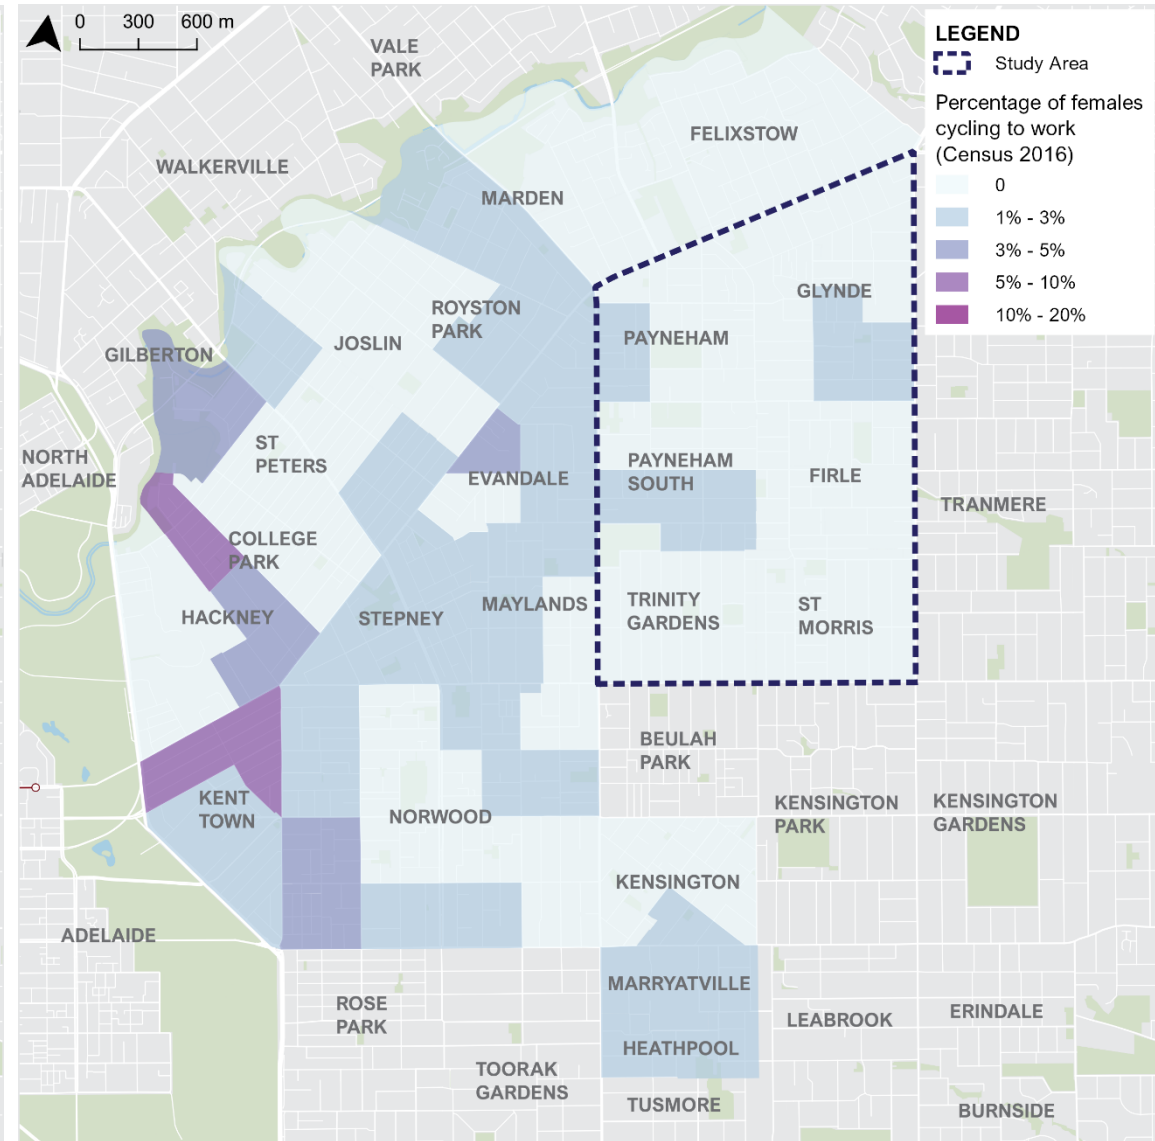 0 300 600 m
VALE
PARK
LEGEND
Study Area
Percentage of females
cycling to work
(Census 2016)
0
1% - 3%
3% - 5%
5% - 10%
10% - 20%
FELIXSTOW
WALKERVILLE
MARDEN
GLYNDE
ROYSTON
PARK
JOSLIN
PAYNEHAM
GILBERTON
ST
PETERS
NORTH
ADELAIDE
EVANDALE
PAYNEHAM
SOUTH
FIRLE
TRANMERE
COLLEGE
PARK
HACKNEY
STEPNEY
MAYLANDS
TRINITY
GARDENS
ST
MORRIS
BEULAH
PARK
KENT
TOWN
NORWOOD
KENSINGTON
PARK
KENSINGTON
GARDENS
KENSINGTON
ADELAIDE
MARRYATVILLE
ROSE
PARK
LEABROOK
ERINDALE
HEATHPOOL
TOORAK
GARDENS
TUSMORE
BURNSIDE